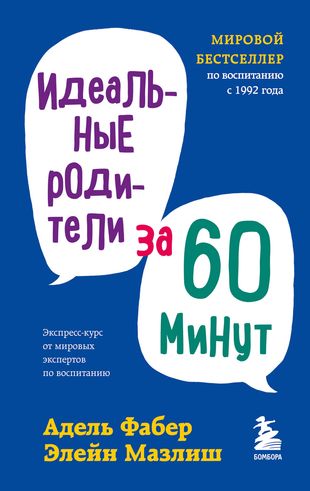 МИРОВОЙ
БЕСТСЕЛЛЕР
по воспитанию
с 1992 года
ИДеаЛЬ-
НЫЕ
РОДИ-
ТеЛИ
за
60
МИНУТ
Экспресс-курс
от мировых
экспертов
по воспитанию
Адель Фабер
Элейн Мазлиш
БОМБОРА